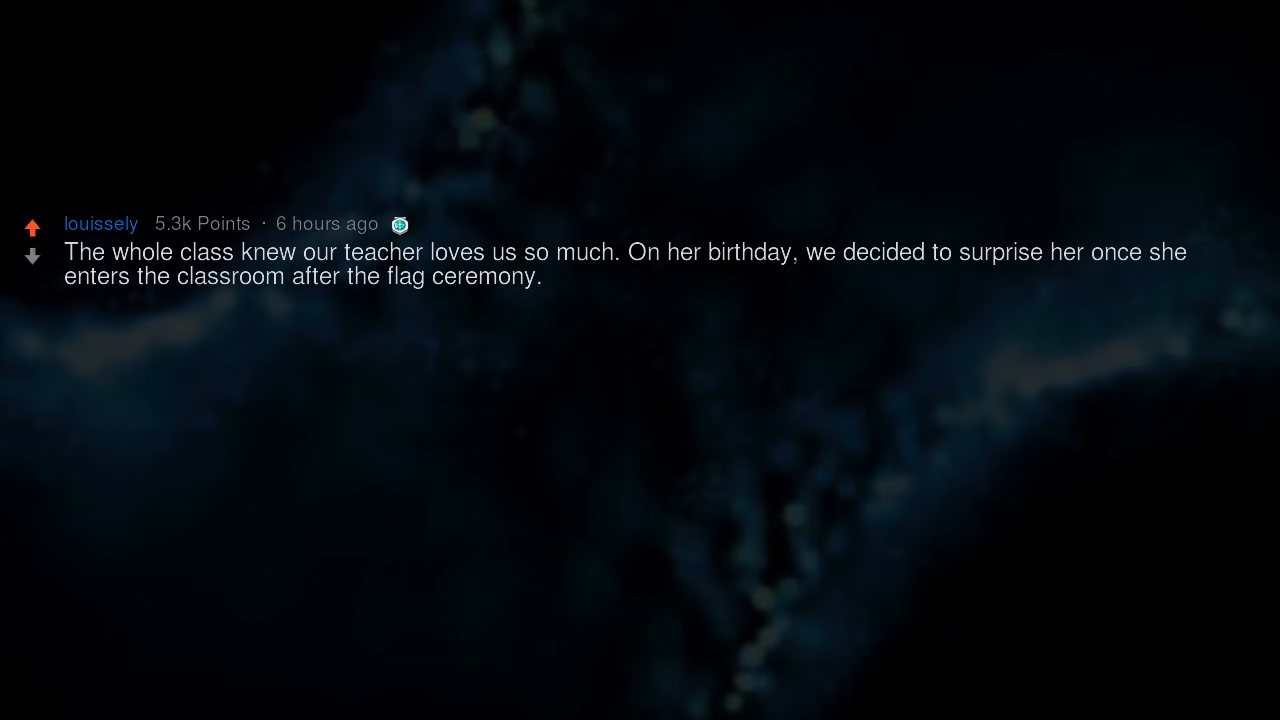 louissely 5.3k Points · 6 hours ago
The whole class knew our teacher loves us so much. On her birthday, we decided to surprise her once she
enters the classroom after the flag ceremony.